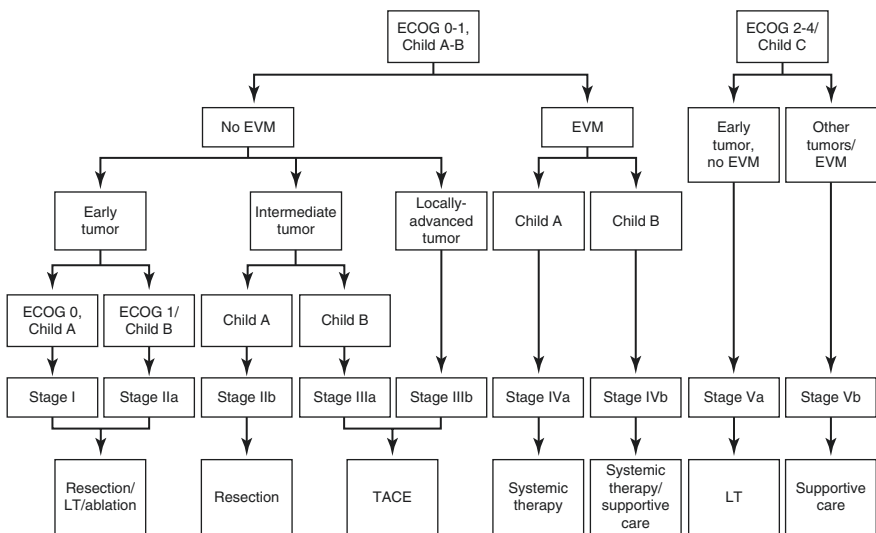 ECOG 0-1,
Child A-B
ECOG 2-4/
Child C
No EVM
EVM
Early
tumor,
no EVM
Other
tumors/
EVM
Early
tumor
Intermediate
tumor
Locally-
advanced
tumor
Child A
Child B
ECOG 0,
Child A
ECOG 1/
Child B
Child A
Child B
Stage I
Stage IIa
Stage IIb
Stage IIIa
Stage IIIb
Stage IVa
Stage IVb
Stage Va
Stage Vb
Resection/
LT/ablation
Resection
TACE
Systemic
therapy
Systemic
therapy/
supportive
care
LT
Supportive
care